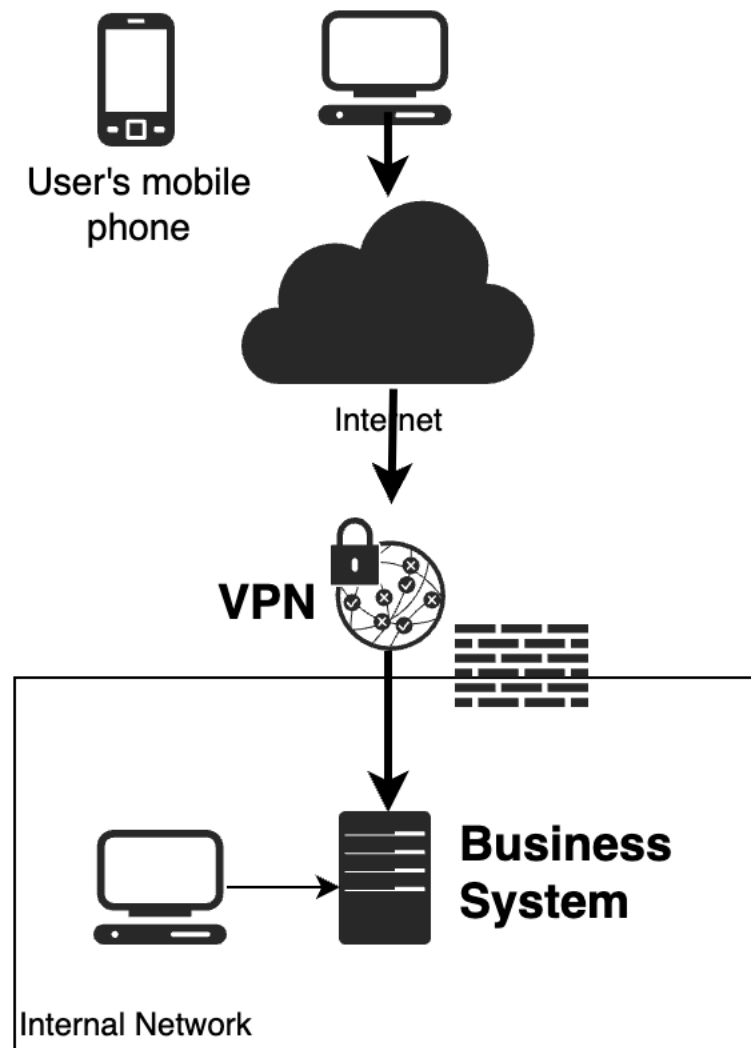 User's mobile
phone
Internet
VPN
Business
System
Internal Network